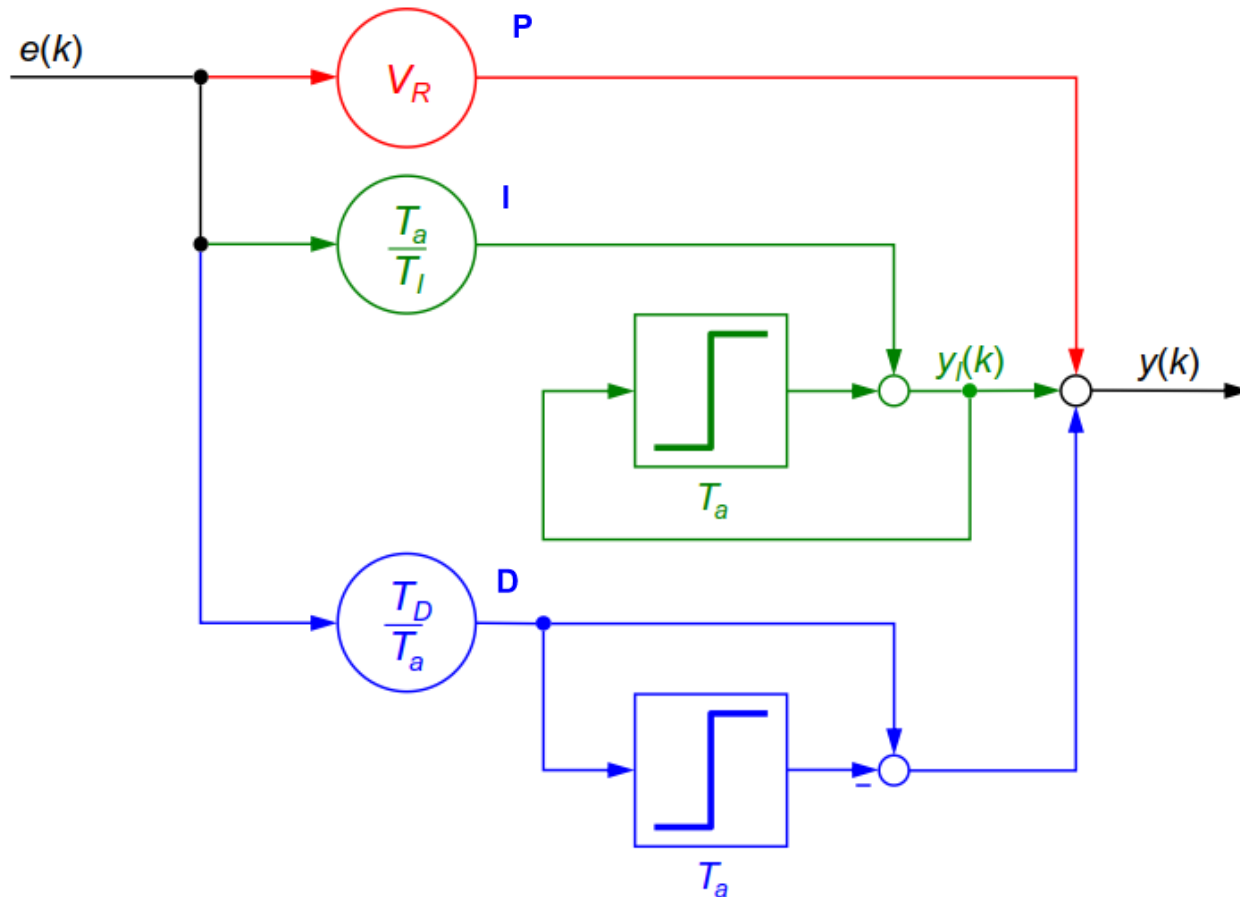 P
e(k)
V_R
I
T_a
T_I
y_I(k)
y(k)
T_a
D
T_D
T_a
–
T_a